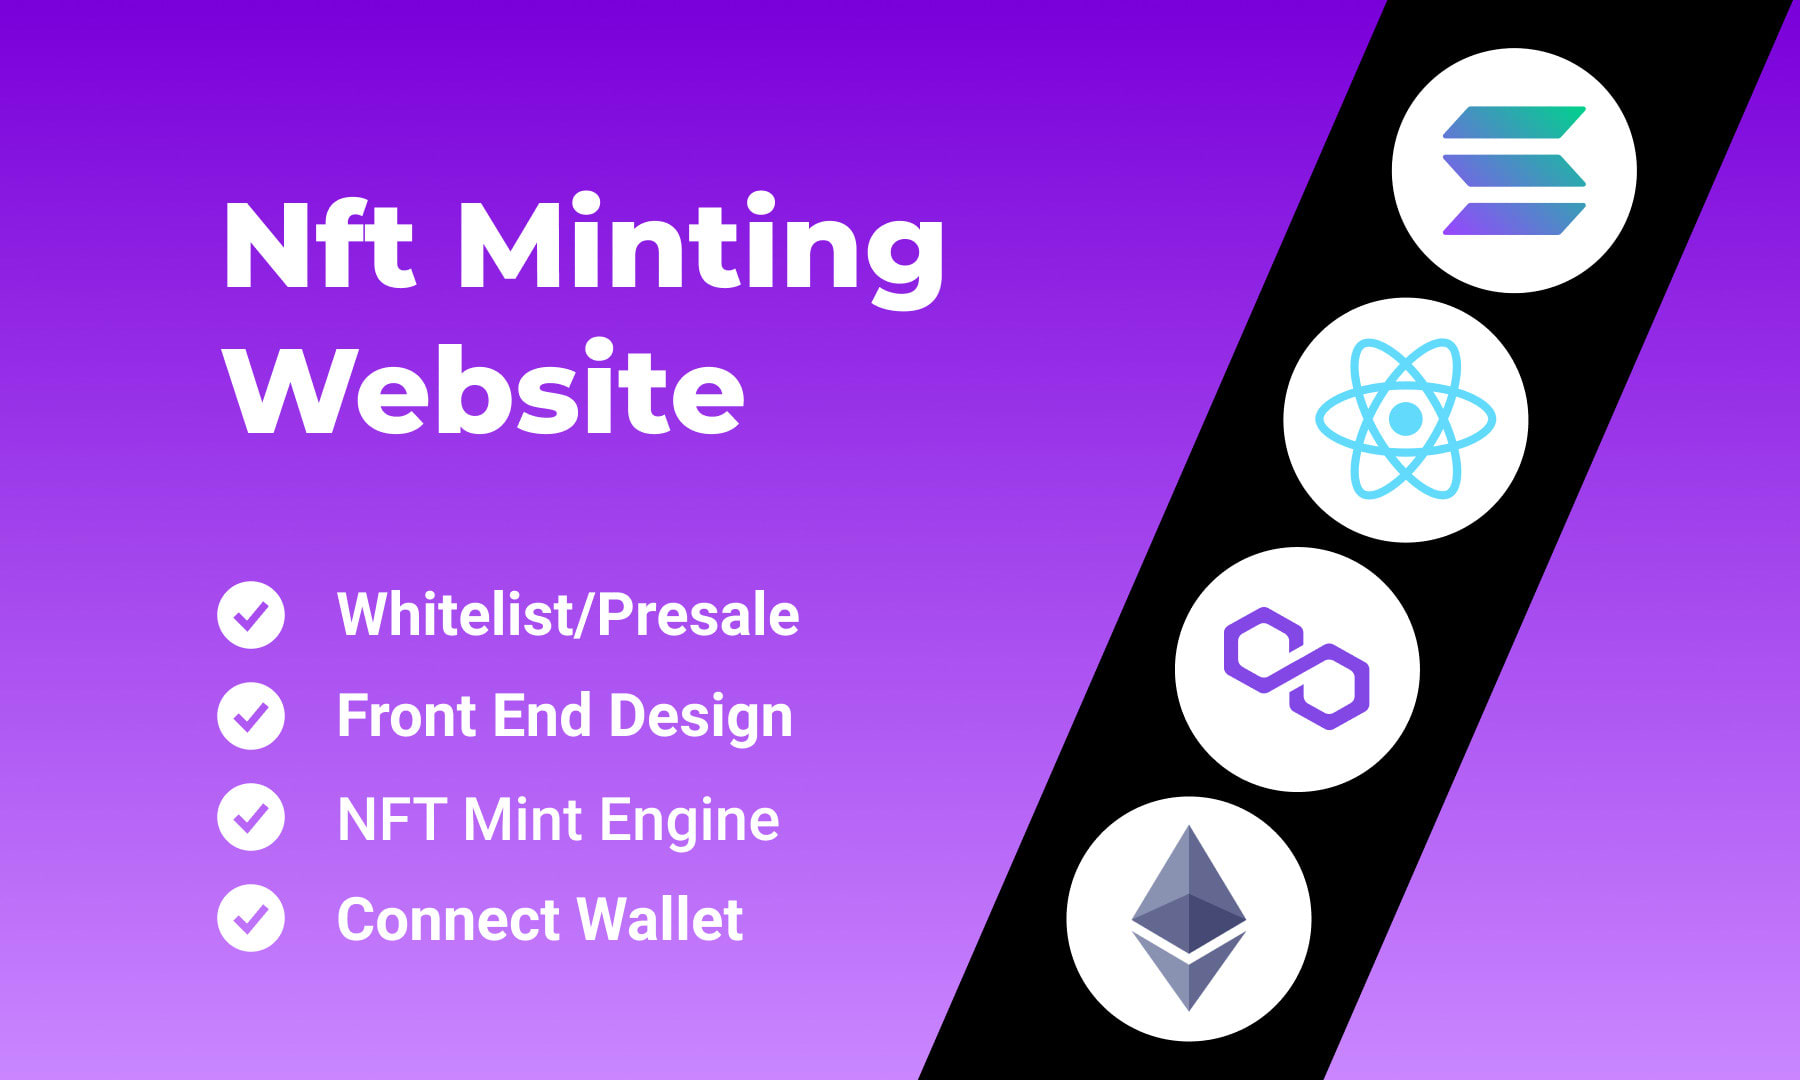 Nft Minting
Website
Whitelist/Presale
Front End Design
NFT Mint Engine
Connect Wallet